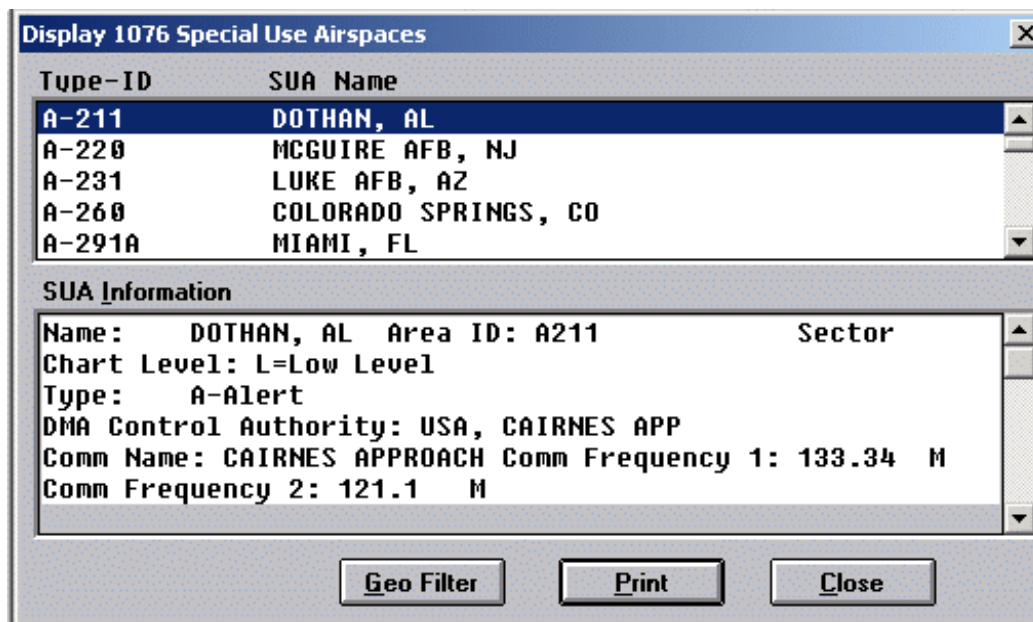 Display 1076 Special Use Airspaces
Type-ID SUA Name
A-211 DOTHAN, AL
A-220 MCGUIRE AFB, NJ
A-231 LUKE AFB, AZ
A-260 COLORADO SPRINGS, CO
A-291A MIAMI, FL
SUA Information
Name: DOTHAN, AL Area ID: A211 Sector
Chart Level: L=Low Level
Type: A-Alert
DMA Control Authority: USA, CAIRNES APP
Comm Name: CAIRNES APPROACH Comm Frequency 1: 133.34 M
Comm Frequency 2: 121.1 M
Geo Filter Print Close